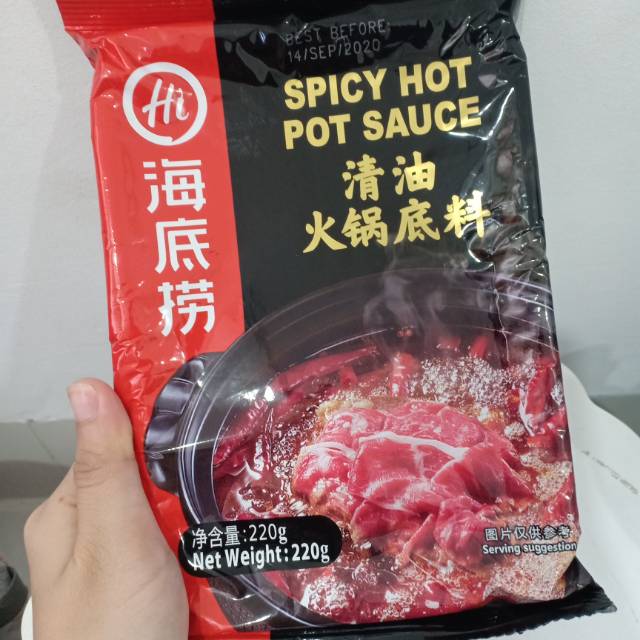 BEST BEFORE
14/SEP/2020
SPICY HOT
POT SAUCE
清油
火锅底料
Hi
海底捞
净含量:220g
Net Weight:220g
图片仅供参考
Serving suggestion